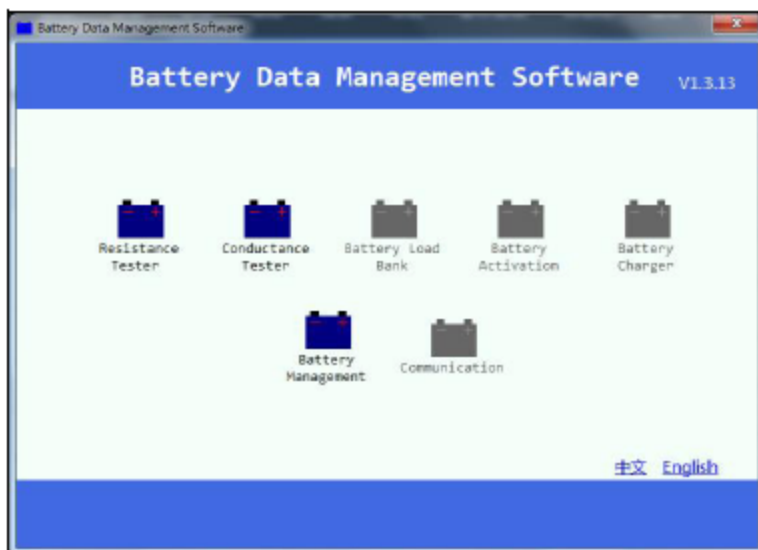 Battery Data Management Software
Battery Data Management Software V1.3.13
Resistance Tester
Conductance Tester
Battery Load Bank
Battery Activation
Battery Charger
Battery Management
Communication
中文 English